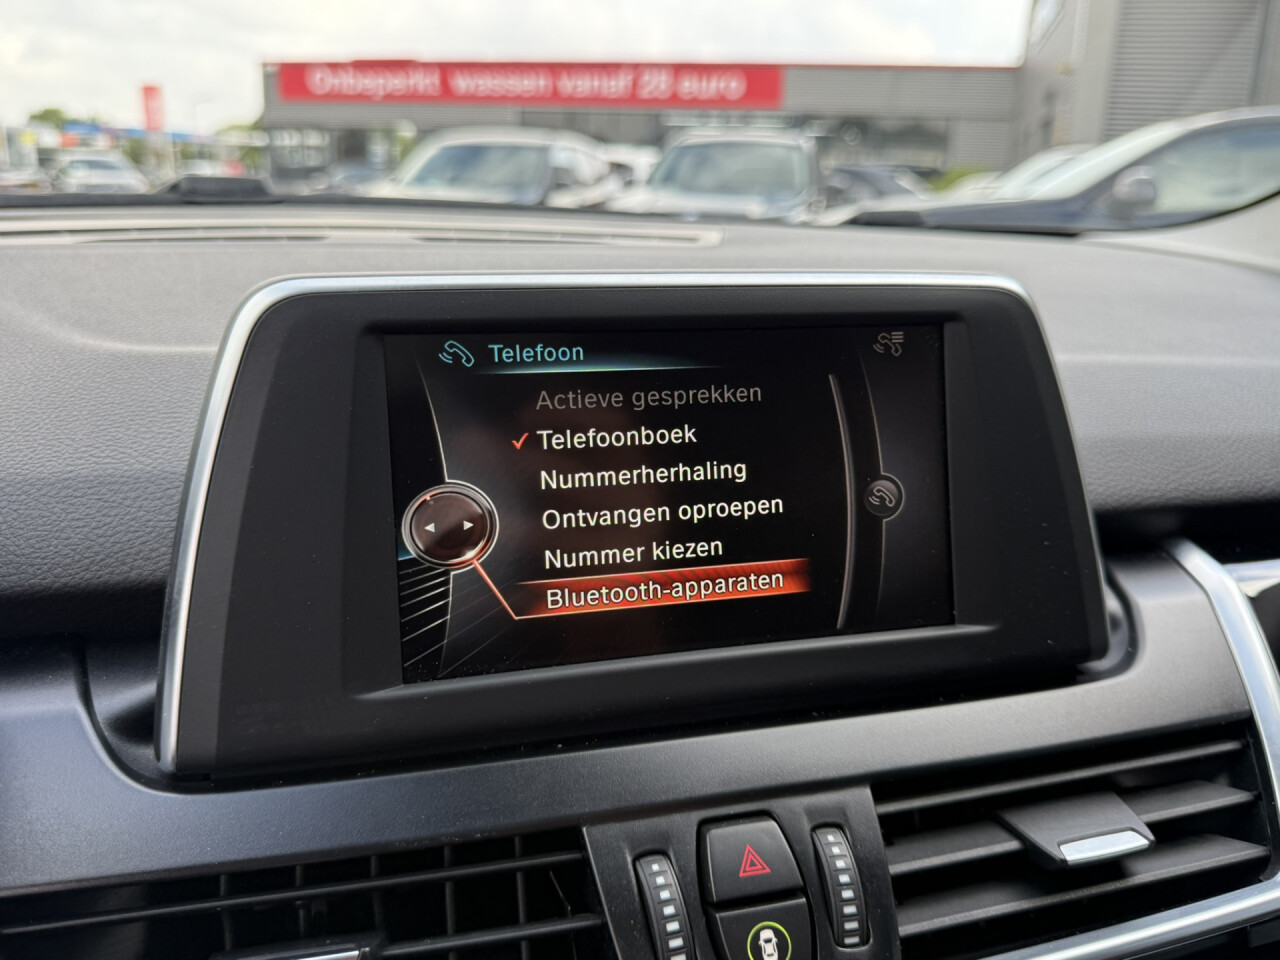 Onbeperkt wassen vanaf 28 euro
Telefoon
Actieve gesprekken
Telefoonboek
Nummerherhaling
Ontvangen oproepen
Nummer kiezen
Bluetooth-apparaten